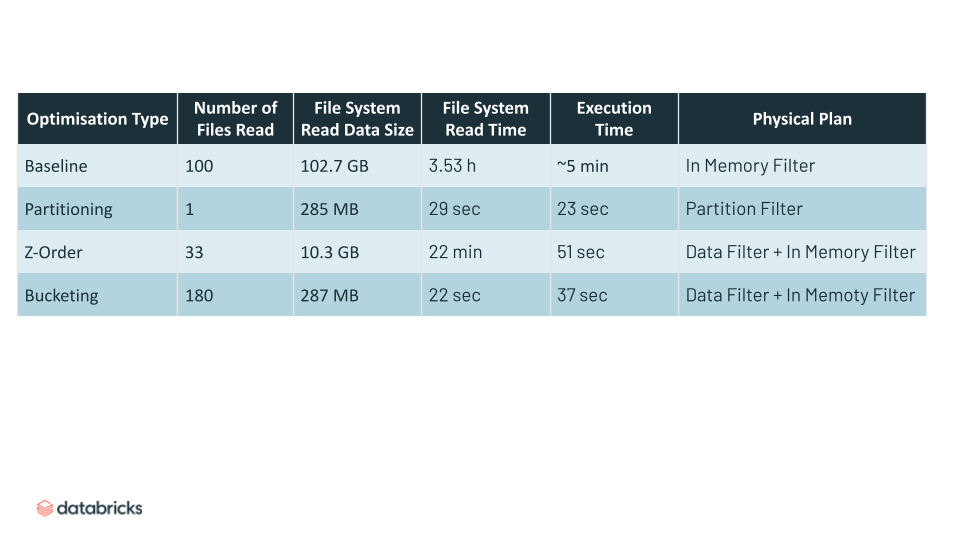 Optimisation Type
Number of
Files Read
File System
Read Data Size
File System
Read Time
Execution
Time
Physical Plan
Baseline 100 102.7 GB 3.53 h ~5 min In Memory Filter
Partitioning 1 285 MB 29 sec 23 sec Partition Filter
Z-Order 33 10.3 GB 22 min 51 sec Data Filter + In Memory Filter
Bucketing 180 287 MB 22 sec 37 sec Data Filter + In Memoty Filter
databricks